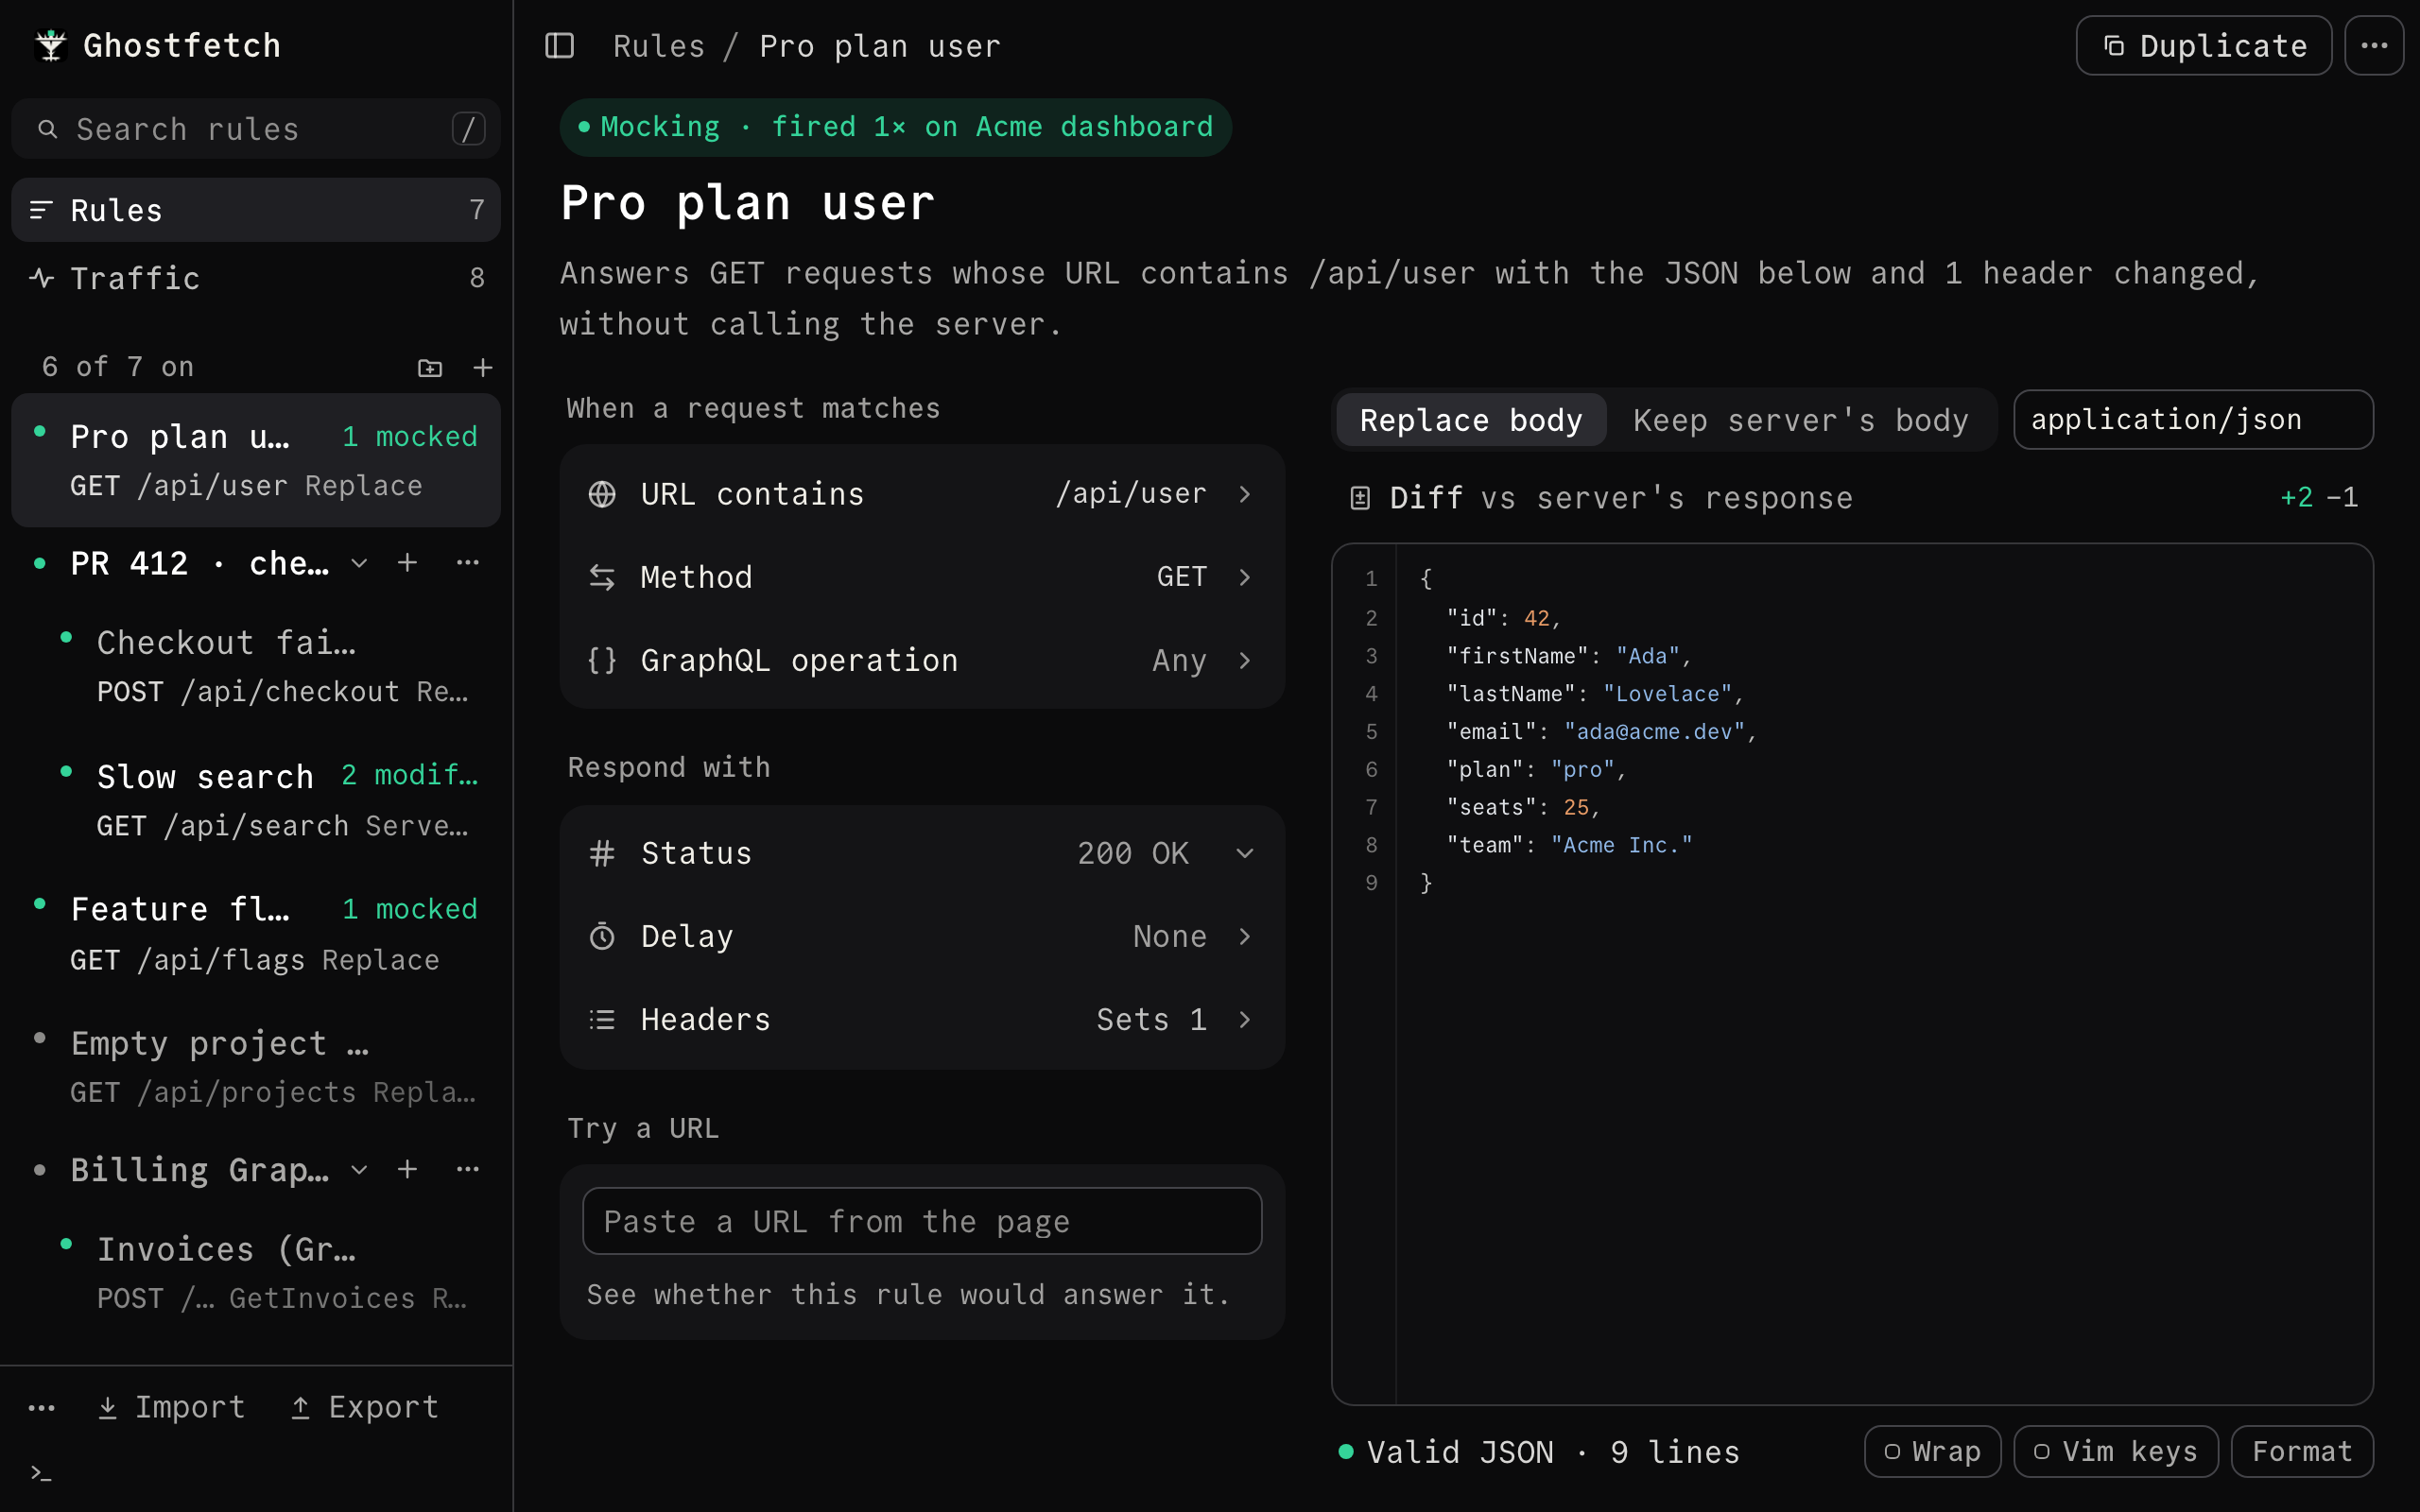 Ghostfetch
Search rules /
Rules 7
Traffic 8
6 of 7 on
Pro plan u… 1 mocked
GET /api/user Replace
PR 412 · che…
Checkout fai…
POST /api/checkout Re…
Slow search 2 modif…
GET /api/search Serve…
Feature fl… 1 mocked
GET /api/flags Replace
Empty project …
GET /api/projects Repla…
Billing Grap…
Invoices (Gr…
POST /… GetInvoices R…
Import Export
Rules / Pro plan user
Duplicate
Mocking · fired 1× on Acme dashboard
Pro plan user
Answers GET requests whose URL contains /api/user with the JSON below and 1 header changed,
without calling the server.
When a request matches
URL contains /api/user
Method GET
GraphQL operation Any
Respond with
Status 200 OK
Delay None
Headers Sets 1
Try a URL
Paste a URL from the page
See whether this rule would answer it.
Replace body Keep server's body application/json
Diff vs server's response +2 −1
1 {
2 "id": 42,
3 "firstName": "Ada",
4 "lastName": "Lovelace",
5 "email": "ada@acme.dev",
6 "plan": "pro",
7 "seats": 25,
8 "team": "Acme Inc."
9 }
Valid JSON · 9 lines
Wrap Vim keys Format